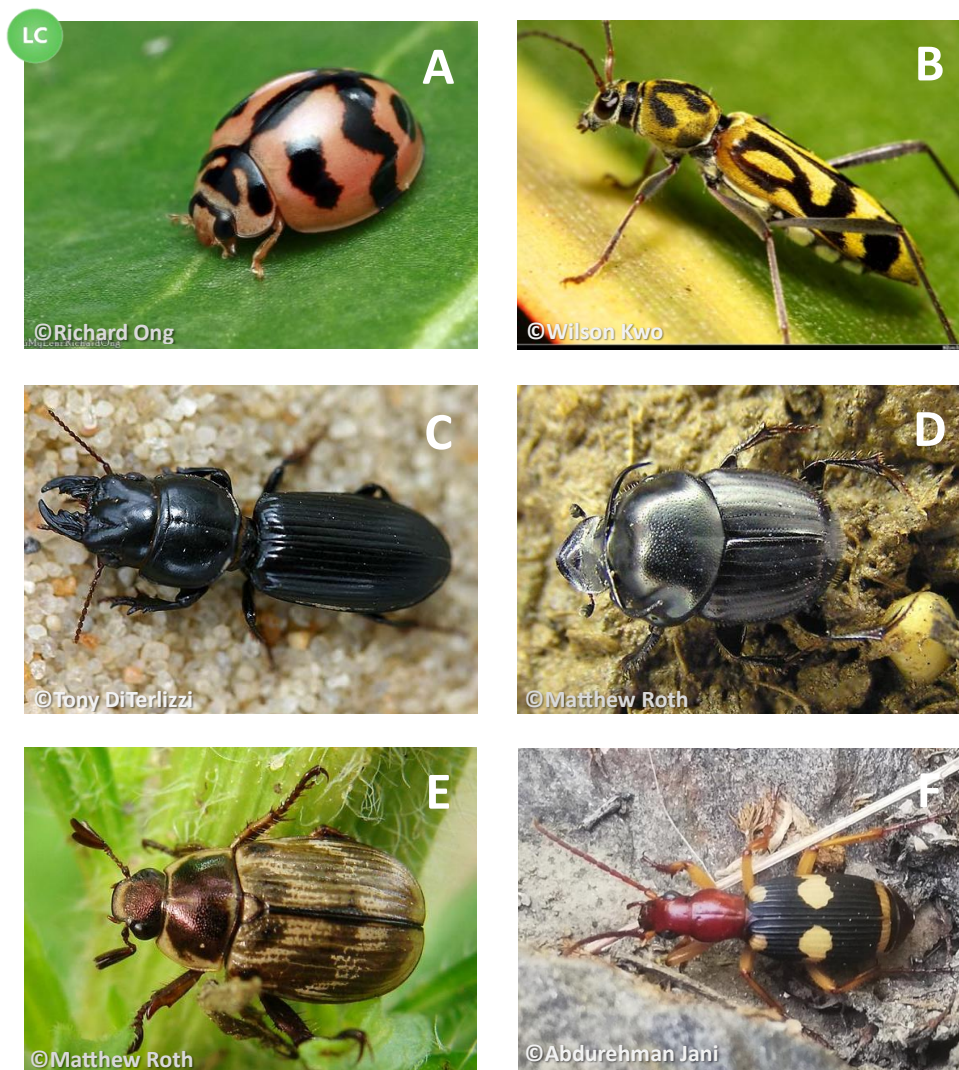 LC
A
B
©Richard Ong
©Wilson Kwo
C
D
©Tony DiTerlizzi
©Matthew Roth
E
F
©Matthew Roth
©Abdurehman Jani